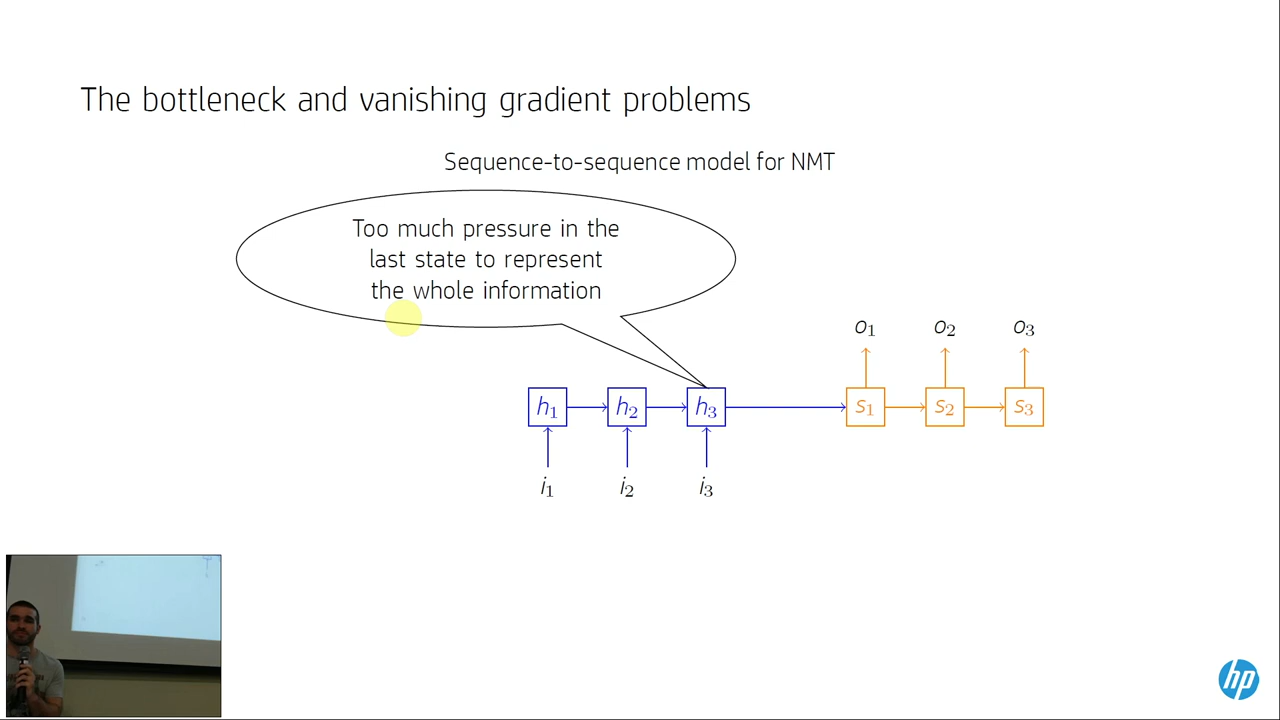 The bottleneck and vanishing gradient problems
Sequence-to-sequence model for NMT
Too much pressure in the
last state to represent
the whole information
o₁ o₂ o₃
h₁ h₂ h₃ s₁ s₂ s₃
i₁ i₂ i₃
hp